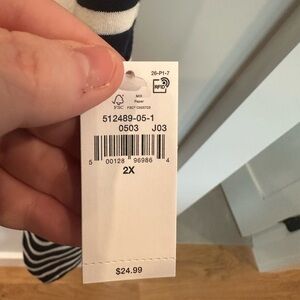 26-P1-7
FSC
MIX
Paper
RFID
512489-05-1
0503 J03
5 00128 96986 4
2X
$24.99